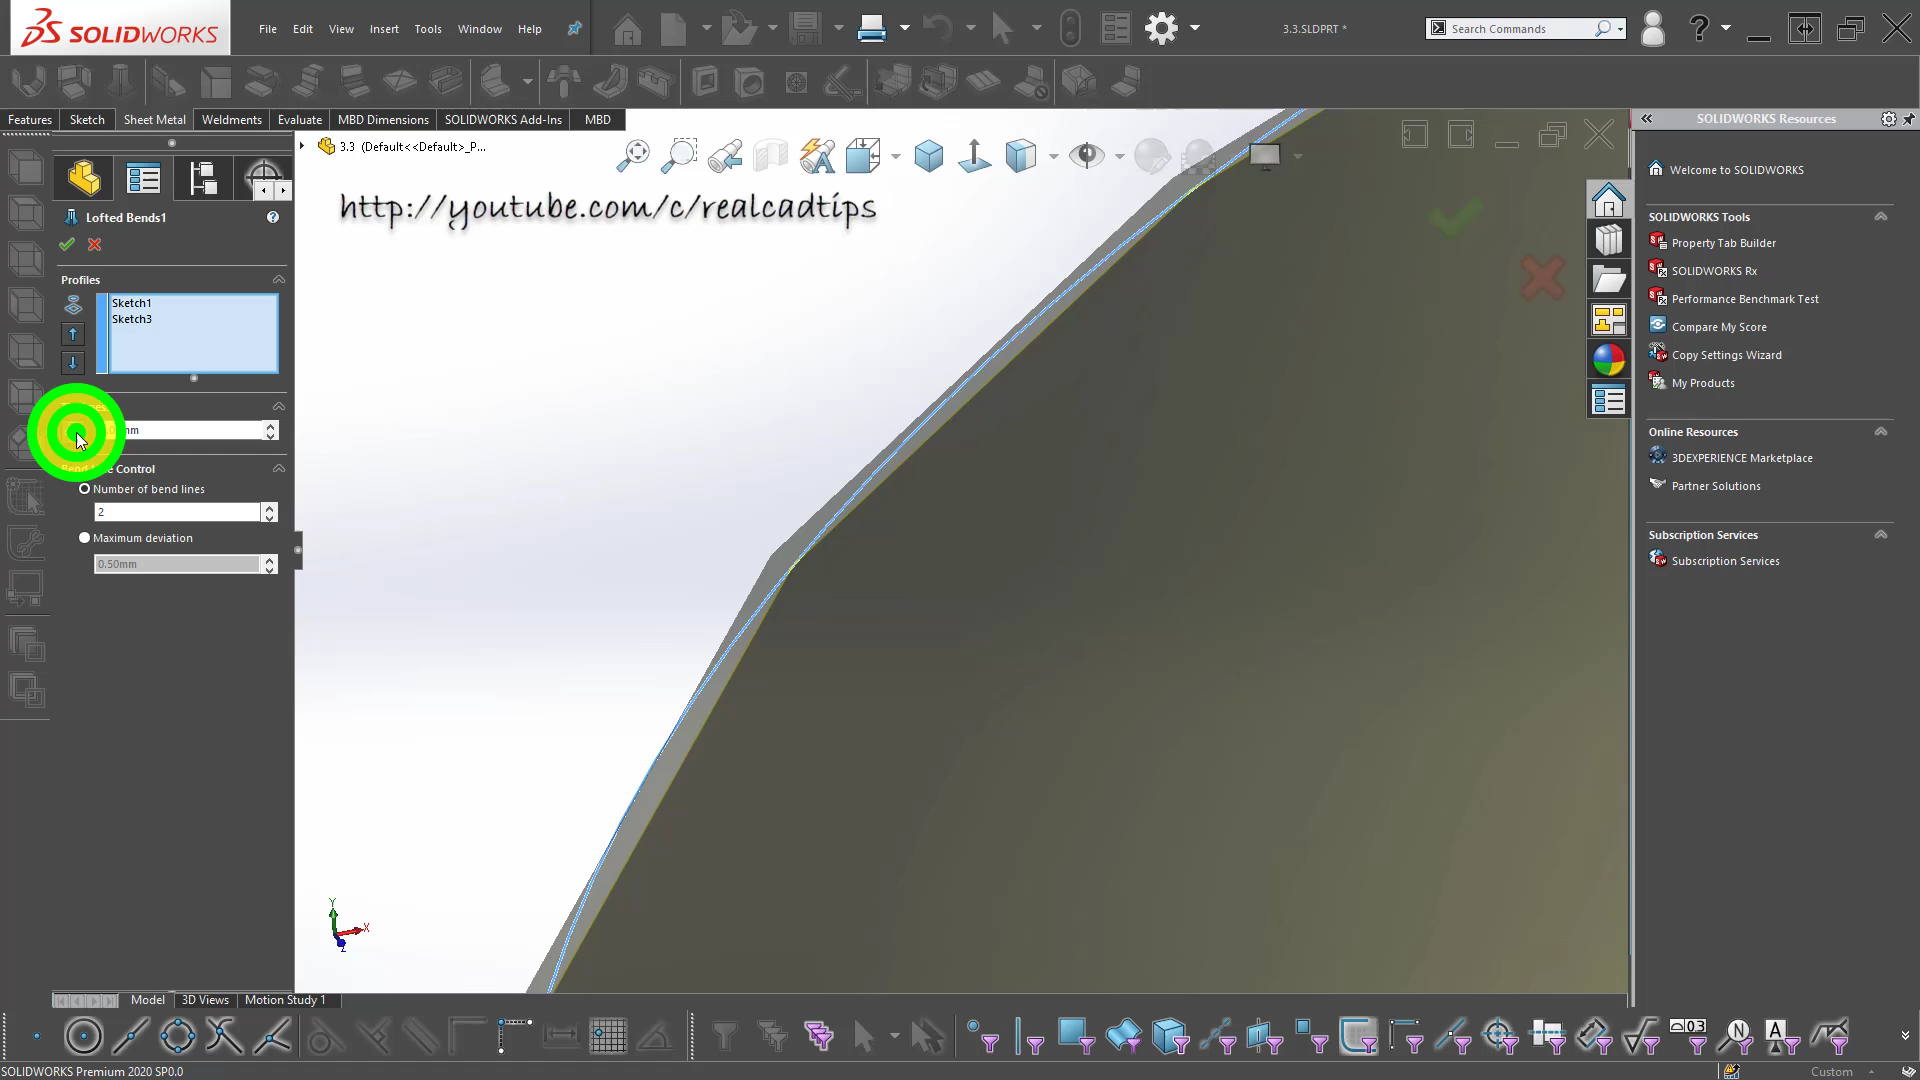 SOLIDWORKS
File Edit View Insert Tools Window Help
3.3.SLDPRT *
Search Commands
Features Sketch Sheet Metal Weldments Evaluate MBD Dimensions SOLIDWORKS Add-Ins MBD
SOLIDWORKS Resources
3.3 (Default<<Default>_P...
http://youtube.com/c/realcadtips
Lofted Bends1
Profiles
Sketch1
Sketch3
mm
Control
Number of bend lines
2
Maximum deviation
0.50mm
Welcome to SOLIDWORKS
SOLIDWORKS Tools
Property Tab Builder
SOLIDWORKS Rx
Performance Benchmark Test
Compare My Score
Copy Settings Wizard
My Products
Online Resources
3DEXPERIENCE Marketplace
Partner Solutions
Subscription Services
Subscription Services
Y
X
Z
Model 3D Views Motion Study 1
SOLIDWORKS Premium 2020 SP0.0
Custom